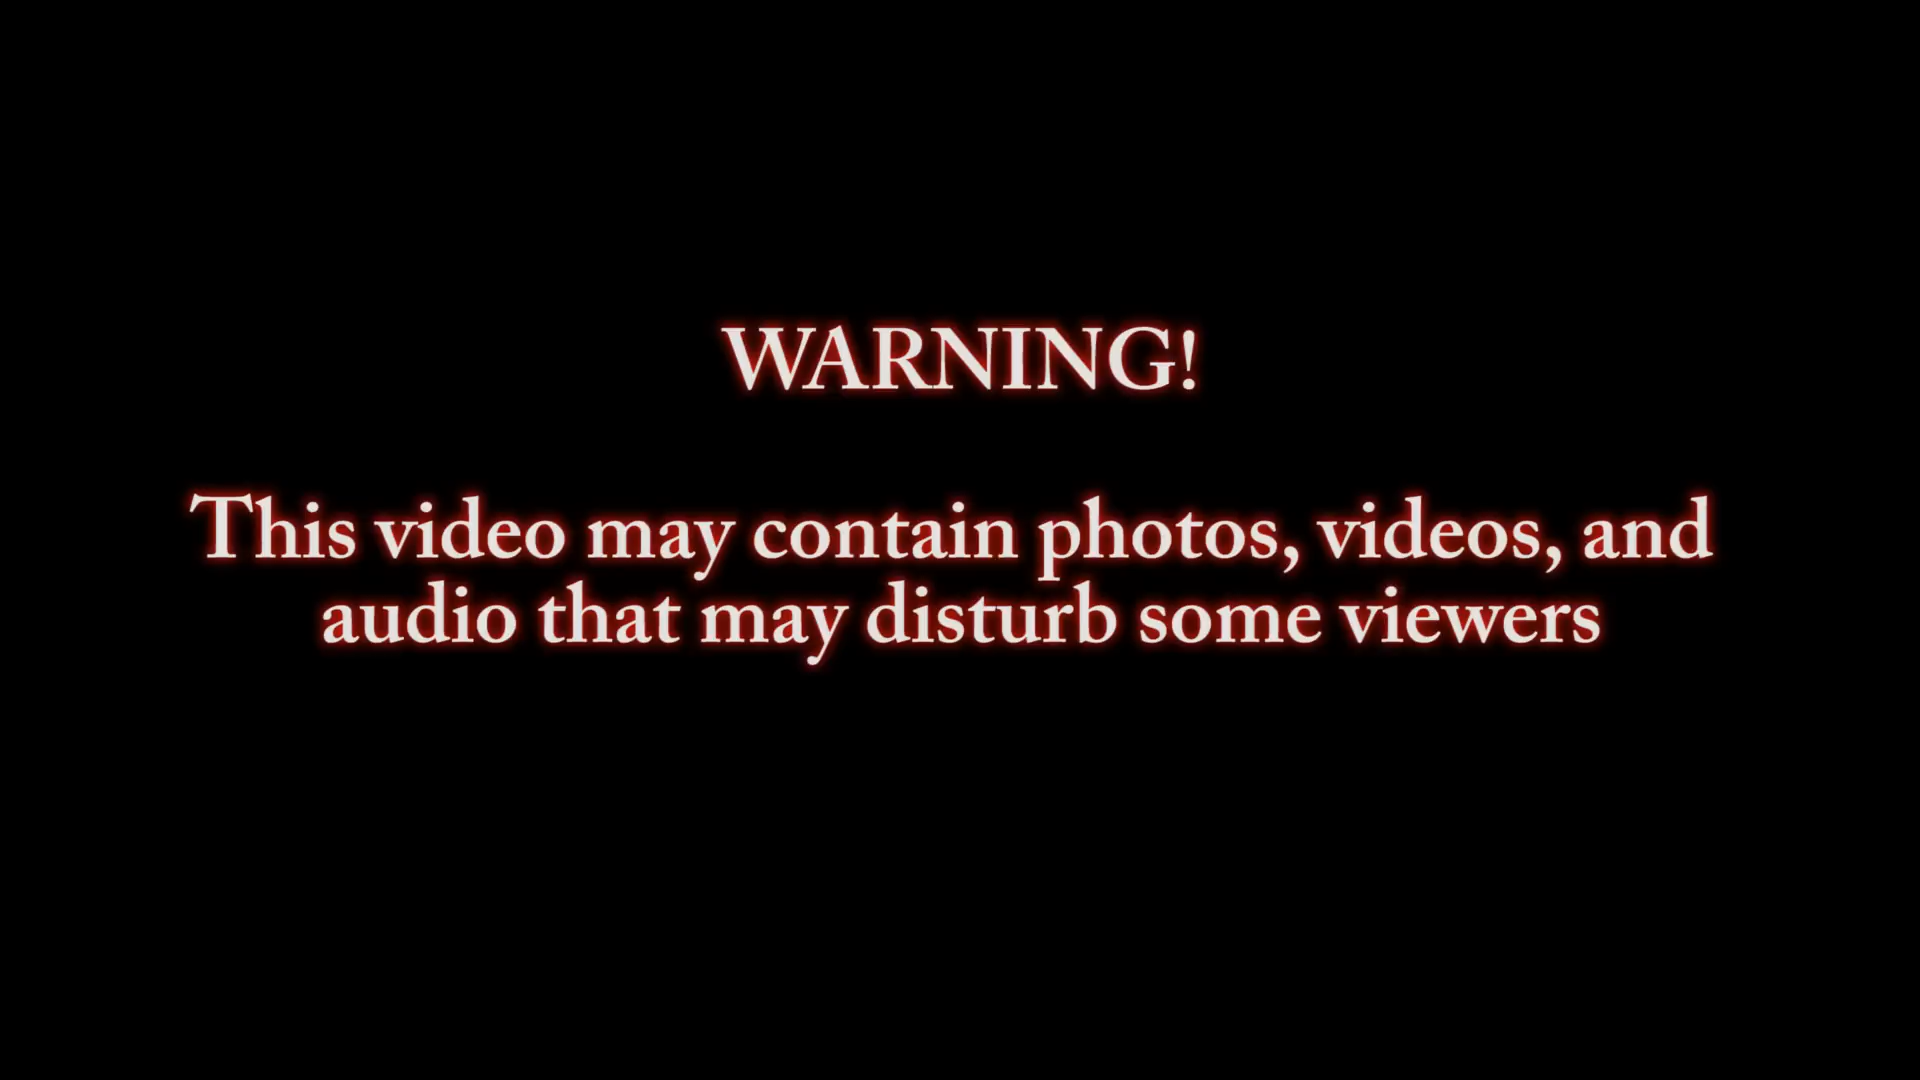 WARNING!
This video may contain photos, videos, and
audio that may disturb some viewers